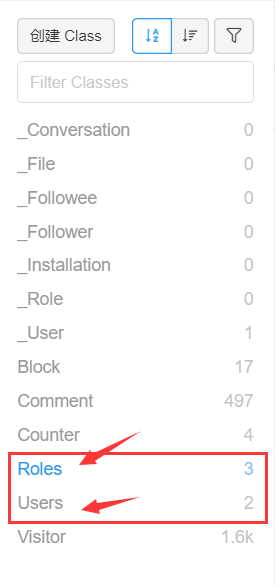 创建 Class
Filter Classes
_Conversation 0
_File 0
_Followee 0
_Follower 0
_Installation 0
_Role 0
_User 1
Block 17
Comment 497
Counter 4
Roles 3
Users 2
Visitor 1.6k